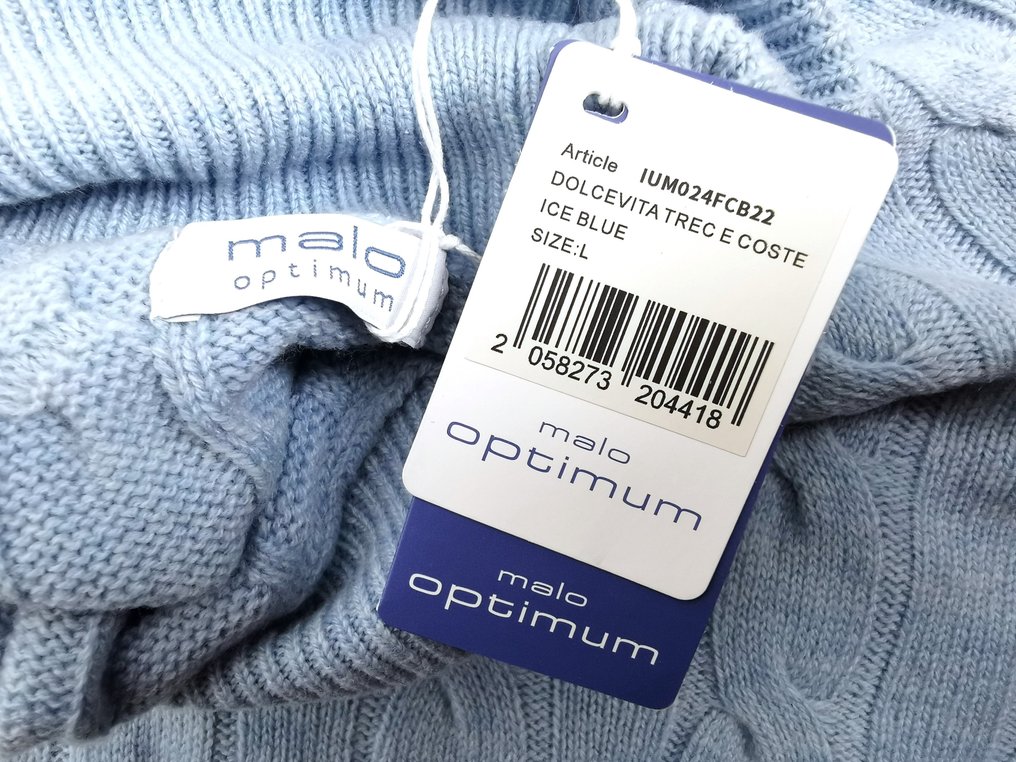 malo
optimum
Article IUM024FCB22
DOLCEVITA TREC E COSTE
ICE BLUE
SIZE:L
2 058273 204418
malo
optimum
malo
optimum